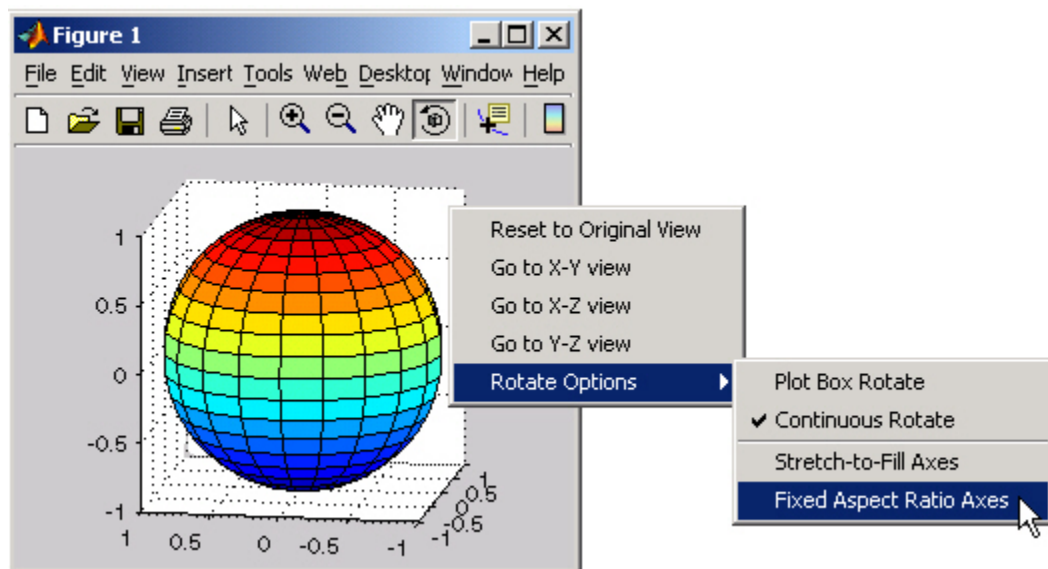 Figure 1
File Edit View Insert Tools Web Desktop Window Help
1
0.5
0
-0.5
-1
1 0.5 0 -0.5 -1
-1 -0.5 0 0.5 1
Reset to Original View
Go to X-Y view
Go to X-Z view
Go to Y-Z view
Rotate Options
Plot Box Rotate
Continuous Rotate
Stretch-to-Fill Axes
Fixed Aspect Ratio Axes